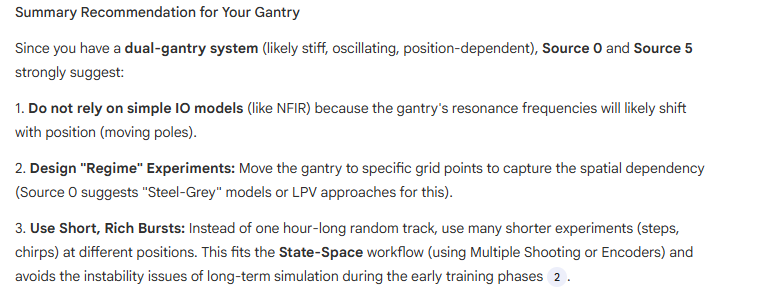 Summary Recommendation for Your Gantry
Since you have a dual-gantry system (likely stiff, oscillating, position-dependent), Source 0 and Source 5
strongly suggest:
1. Do not rely on simple IO models (like NFIR) because the gantry's resonance frequencies will likely shift
with position (moving poles).
2. Design "Regime" Experiments: Move the gantry to specific grid points to capture the spatial dependency
(Source 0 suggests "Steel-Grey" models or LPV approaches for this).
3. Use Short, Rich Bursts: Instead of one hour-long random track, use many shorter experiments (steps,
chirps) at different positions. This fits the State-Space workflow (using Multiple Shooting or Encoders) and
avoids the instability issues of long-term simulation during the early training phases 2 .